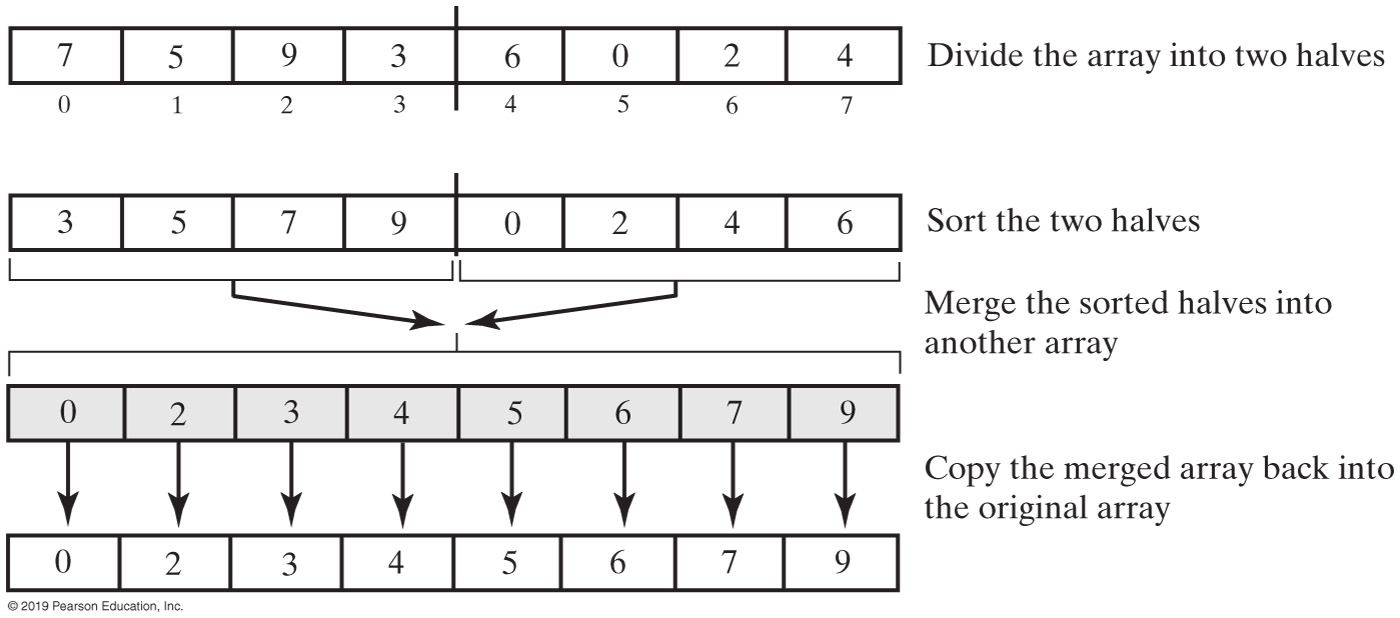 7 5 9 3 6 0 2 4 Divide the array into two halves
0 1 2 3 4 5 6 7
3 5 7 9 0 2 4 6 Sort the two halves
Merge the sorted halves into
another array
0 2 3 4 5 6 7 9
Copy the merged array back into
the original array
0 2 3 4 5 6 7 9
© 2019 Pearson Education, Inc.